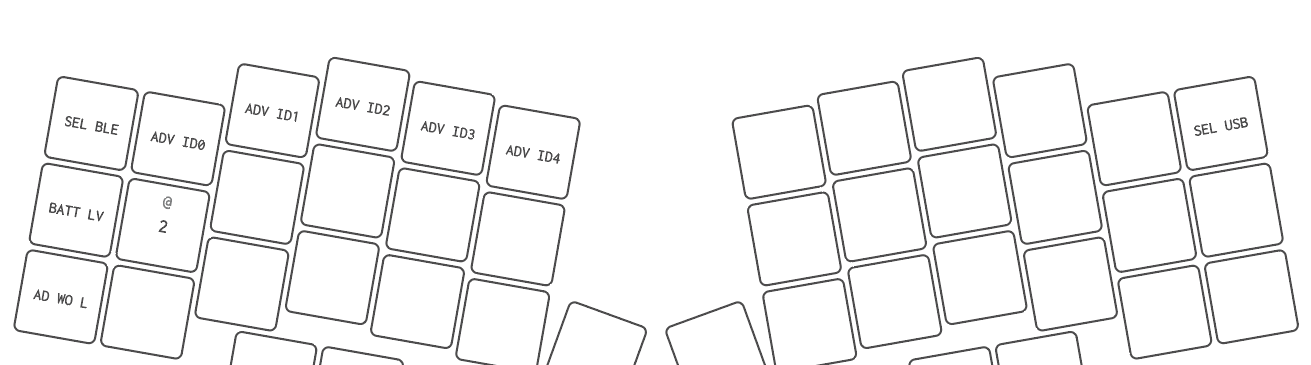 SEL BLE
ADV ID0
ADV ID1
ADV ID2
ADV ID3
ADV ID4
SEL USB
BATT LV
@
2
AD WO L